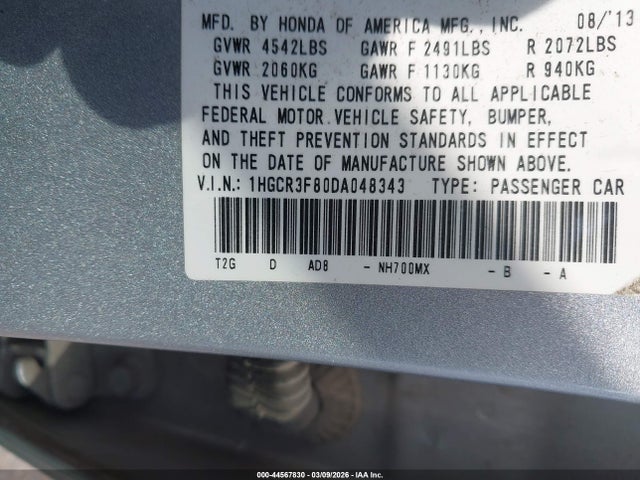 MFD. BY HONDA OF AMERICA MFG., INC. 08/'13
GVWR 4542LBS GAWR F 2491LBS R 2072LBS
GVWR 2060KG GAWR F 1130KG R 940KG
THIS VEHICLE CONFORMS TO ALL APPLICABLE
FEDERAL MOTOR VEHICLE SAFETY, BUMPER,
AND THEFT PREVENTION STANDARDS IN EFFECT
ON THE DATE OF MANUFACTURE SHOWN ABOVE.
V.I.N.: 1HGCR3F80DA048343 TYPE: PASSENGER CAR
T2G D AD8 - NH700MX - B - A
000-44567830 - 03/09/2026 - IAA Inc.